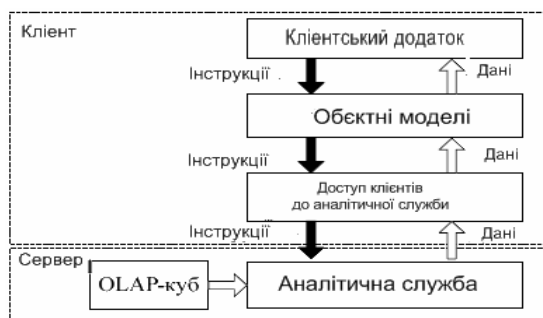 Клієнт
Кліентський додаток
Інструкції
Дані
Обєктні моделі
Інструкції
Дані
Доступ клієнтів
до аналітичної служби
Інструкції
Дані
Сервер
OLAP-куб
Аналітична служба